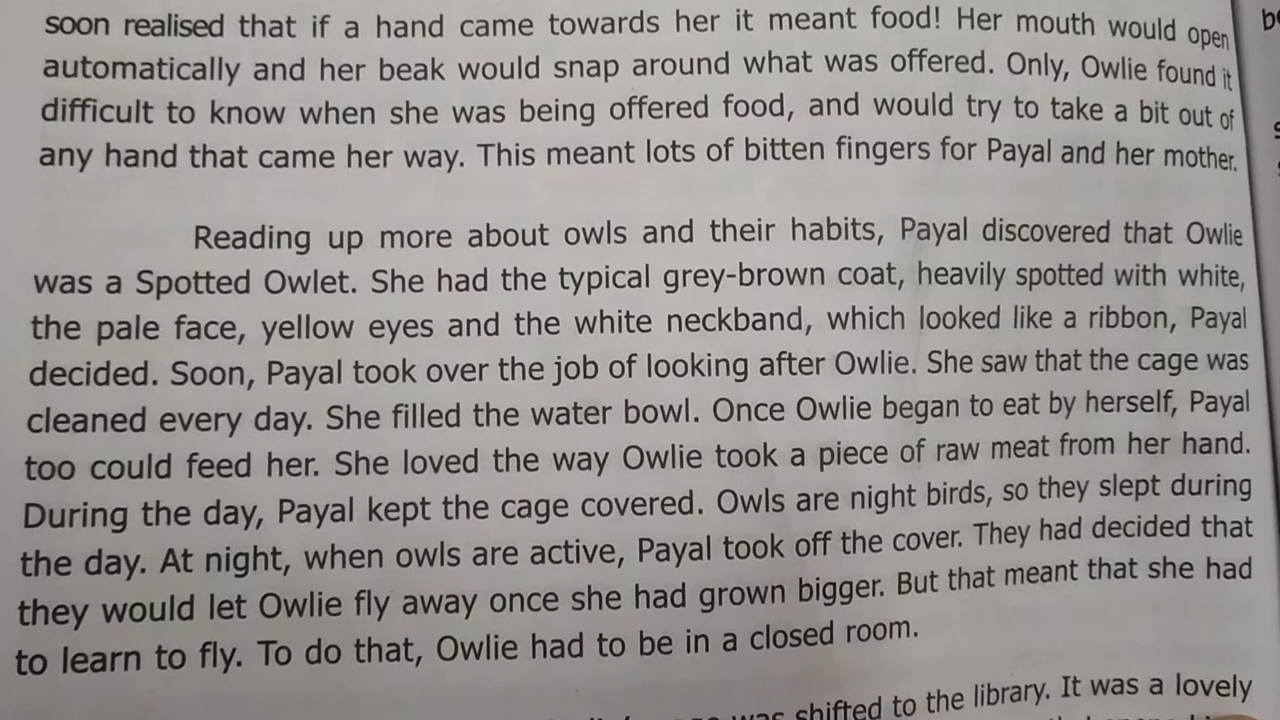 soon realised that if a hand came towards her it meant food! Her mouth would open
automatically and her beak would snap around what was offered. Only, Owlie found it
difficult to know when she was being offered food, and would try to take a bit out of
any hand that came her way. This meant lots of bitten fingers for Payal and her mother.
Reading up more about owls and their habits, Payal discovered that Owlie
was a Spotted Owlet. She had the typical grey-brown coat, heavily spotted with white,
the pale face, yellow eyes and the white neckband, which looked like a ribbon, Payal
decided. Soon, Payal took over the job of looking after Owlie. She saw that the cage was
cleaned every day. She filled the water bowl. Once Owlie began to eat by herself, Payal
too could feed her. She loved the way Owlie took a piece of raw meat from her hand.
During the day, Payal kept the cage covered. Owls are night birds, so they slept during
the day. At night, when owls are active, Payal took off the cover. They had decided that
they would let Owlie fly away once she had grown bigger. But that meant that she had
to learn to fly. To do that, Owlie had to be in a closed room.
was shifted to the library. It was a lovely